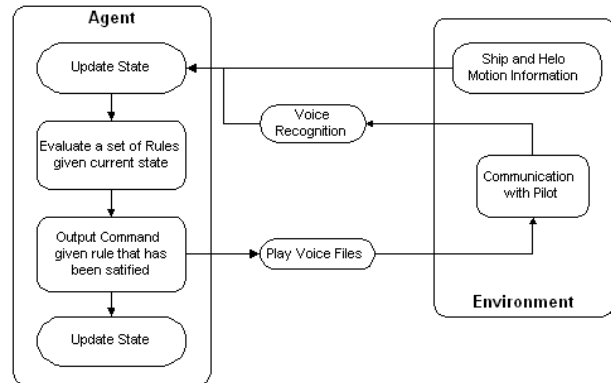 Agent
Update State
Evaluate a set of Rules
given current state
Output Command
given rule that has
been satified
Update State
Voice
Recognition
Play Voice Files
Ship and Helo
Motion Information
Communication
with Pilot
Environment